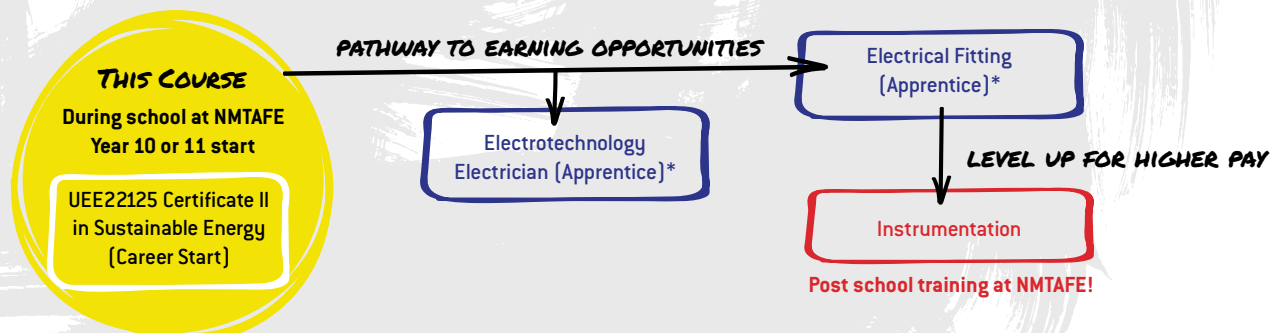 THIS COURSE
During school at NMTAFE
Year 10 or 11 start
UEE22125 Certificate II
in Sustainable Energy
(Career Start)
PATHWAY TO EARNING OPPORTUNITIES
Electrotechnology
Electrician (Apprentice)*
Electrical Fitting
(Apprentice)*
LEVEL UP FOR HIGHER PAY
Instrumentation
Post school training at NMTAFE!